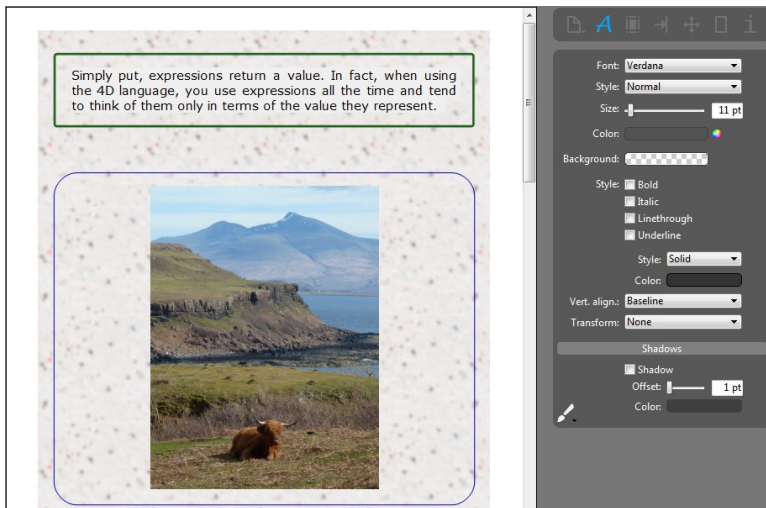 Simply put, expressions return a value. In fact, when using
the 4D language, you use expressions all the time and tend
to think of them only in terms of the value they represent.
A
i
Font: Verdana
Style: Normal
Size: 11 pt
Color:
Background:
Style: Bold
Italic
Linethrough
Underline
Style: Solid
Color:
Vert. align.: Baseline
Transform: None
Shadows
Shadow
Offset: 1 pt
Color: